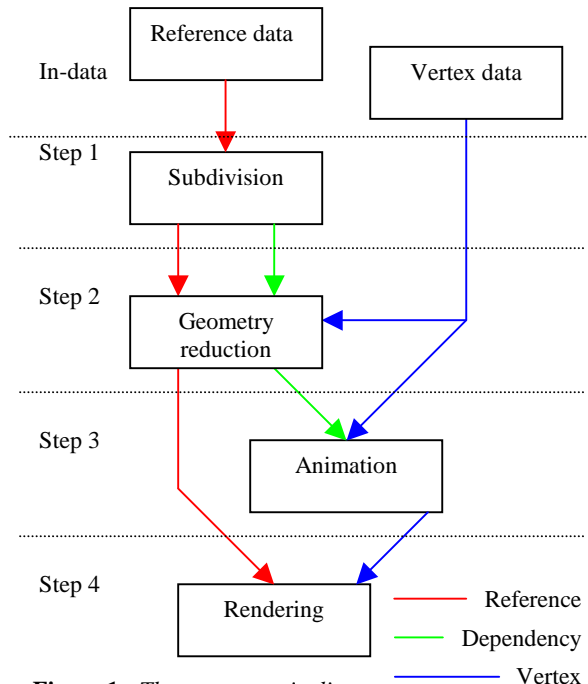 Reference data
In-data
Vertex data
Step 1
Subdivision
Step 2
Geometry
reduction
Step 3
Animation
Step 4
Rendering
Reference
Dependency
Vertex